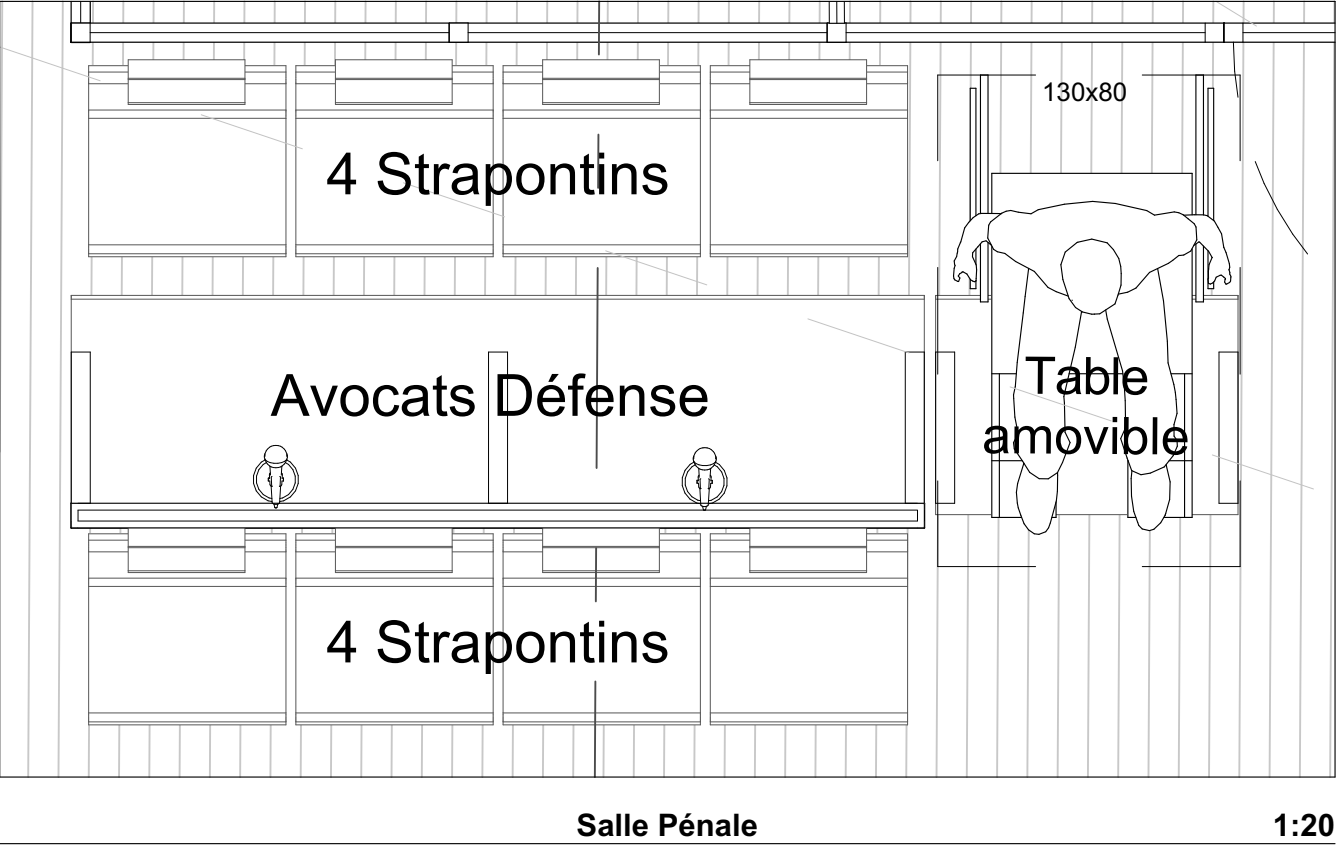 130x80
4 Strapontins
Avocats Défense
Table
amovible
4 Strapontins
Salle Pénale
1:20